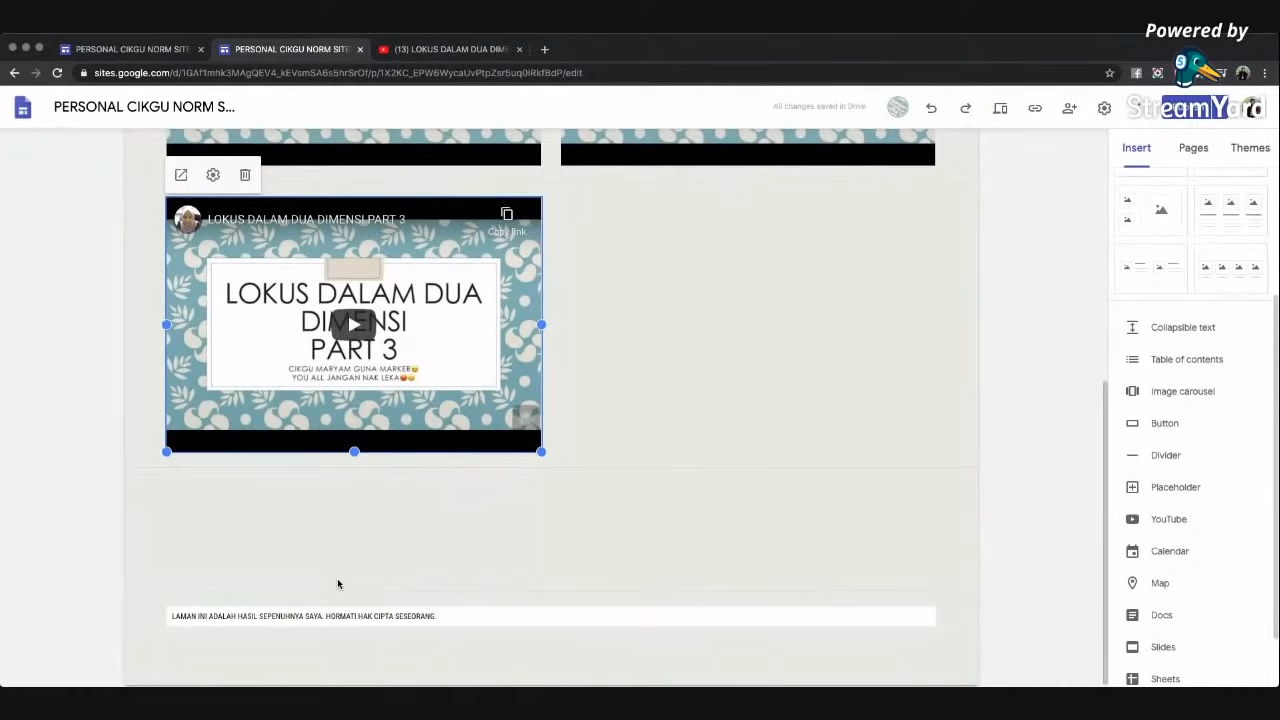 Powered by
StreamYard
PERSONAL CIKGU NORM SITE
PERSONAL CIKGU NORM SITE
(13) LOKUS DALAM DUA DIME
sites.google.com/d/1GAf1mhk3MAgQEV4_kEVsmSA6s5hrSrOf/p/1X2KC_EPW6WycaUvPtpZsr5uq0iRkfBdP/edit
PERSONAL CIKGU NORM S...
All changes saved in Drive
Insert
Pages
Themes
LOKUS DALAM DUA DIMENSI PART 3
Copy link
LOKUS DALAM DUA
DIMENSI
PART 3
CIKGU MARYAM GUNA MARKER😆
YOU ALL JANGAN NAK LEKA😡😆
LAMAN INI ADALAH HASIL SEPENUHNYA SAYA. HORMATI HAK CIPTA SESEORANG.
Collapsible text
Table of contents
Image carousel
Button
Divider
Placeholder
YouTube
Calendar
Map
Docs
Slides
Sheets